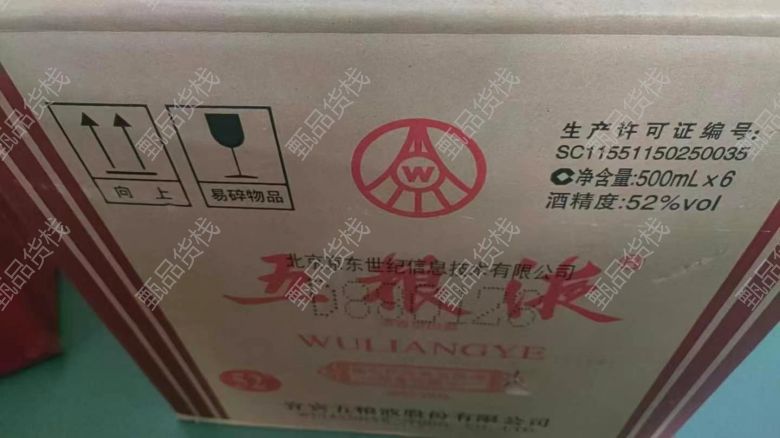 向上
易碎物品
W
生产许可证编号:
SC11551150250035
净含量:500mL×6
酒精度:52%vol
北京京东世纪信息技术有限公司
五粮液
WULIANGYE
52
宜宾五粮液股份有限公司
甄品货栈